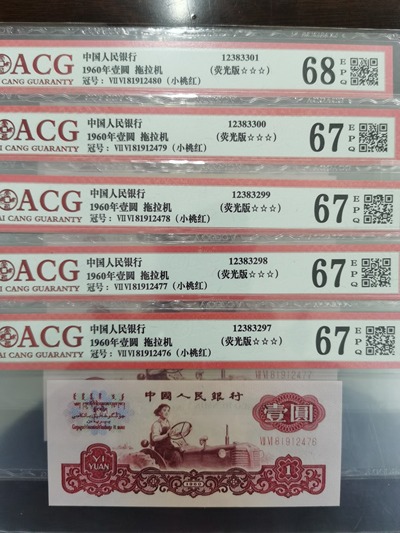 ACG
CANG GUARANTY
中国人民银行
1960年壹圆 拖拉机
冠号: VII VI 81912480 (小桃红)
12383301
(荧光版☆☆☆)
68 EPQ
ACG
CANG GUARANTY
中国人民银行
1960年壹圆 拖拉机
冠号: VII VI 81912479 (小桃红)
12383300
(荧光版☆☆☆)
67 EPQ
ACG
AI CANG GUARANTY
中国人民银行
1960年壹圆 拖拉机
冠号: VII VI 81912478 (小桃红)
12383299
(荧光版☆☆☆)
67 EPQ
ACG
AI CANG GUARANTY
中国人民银行
1960年壹圆 拖拉机
冠号: VII VI 81912477 (小桃红)
12383298
(荧光版☆☆☆)
67 EPQ
ACG
AI CANG GUARANTY
中国人民银行
1960年壹圆 拖拉机
冠号: VII VI 81912476 (小桃红)
12383297
(荧光版☆☆☆)
67 EPQ
81912477
中国人民银行
壹圆
VII VI 81912476
YI YUAN
1960
1